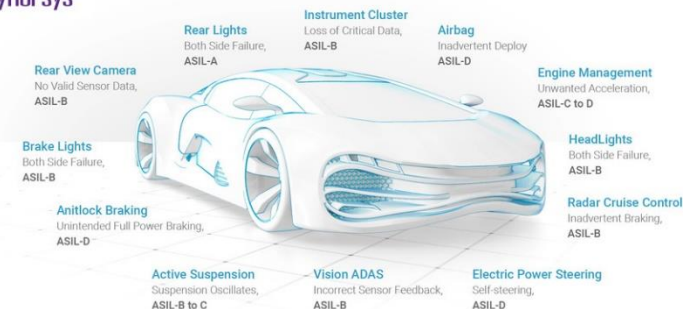 Instrument Cluster
Loss of Critical Data,
ASIL-B
Rear Lights
Both Side Failure,
ASIL-A
Airbag
Inadvertent Deploy
ASIL-D
Rear View Camera
No Valid Sensor Data,
ASIL-B
Engine Management
Unwanted Acceleration,
ASIL-C to D
Brake Lights
Both Side Failure,
ASIL-B
HeadLights
Both Side Failure,
ASIL-B
Anitlock Braking
Unintended Full Power Braking,
ASIL-D
Radar Cruise Control
Inadvertent Braking,
ASIL-B
Active Suspension
Suspension Oscillates,
ASIL-B to C
Vision ADAS
Incorrect Sensor Feedback,
ASIL-B
Electric Power Steering
Self-steering,
ASIL-D